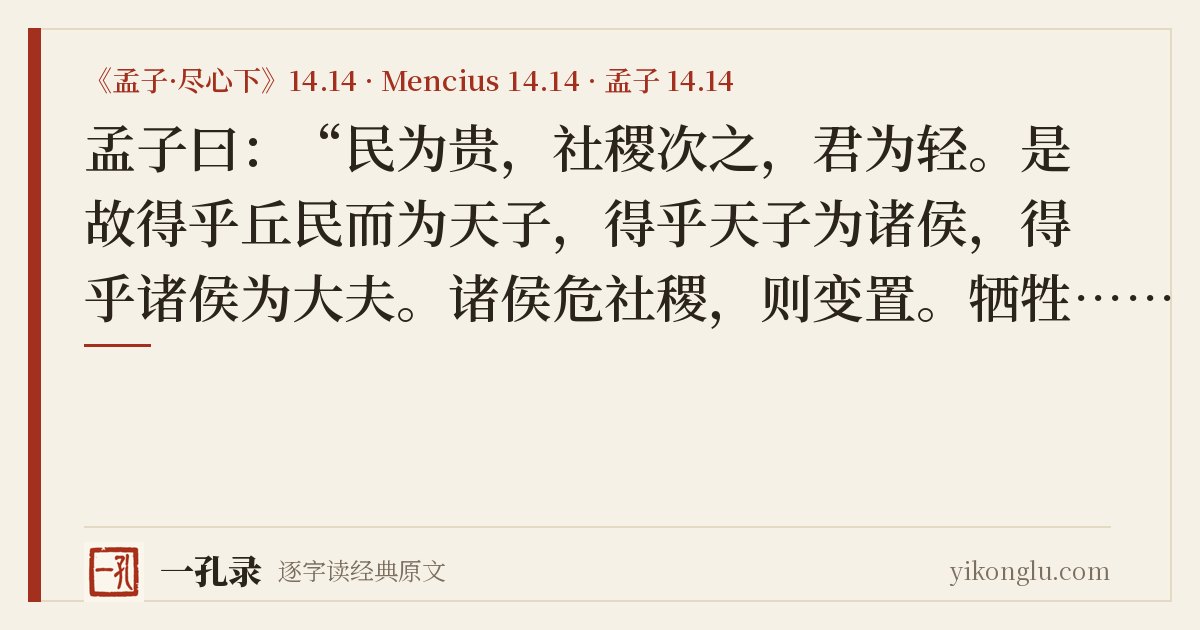 《孟子·尽心下》14.14 · Mencius 14.14 · 孟子 14.14
孟子曰：“民为贵，社稷次之，君为轻。是
故得乎丘民而为天子，得乎天子为诸侯，得
乎诸侯为大夫。诸侯危社稷，则变置。牺牲……
一孔
一孔录 逐字读经典原文 yikonglu.com